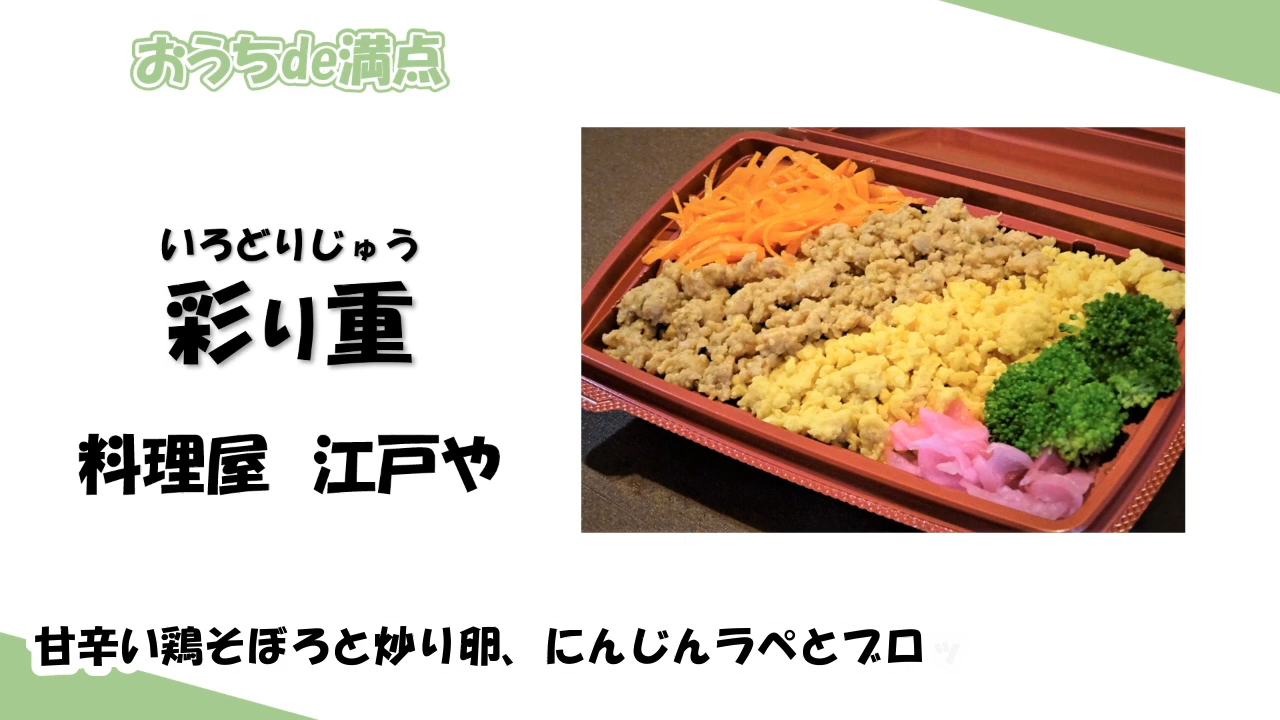 おうちde満点
いろどりじゅう
彩り重
料理屋 江戸や
甘辛い鶏そぼろと炒り卵、にんじんラペとブロッ